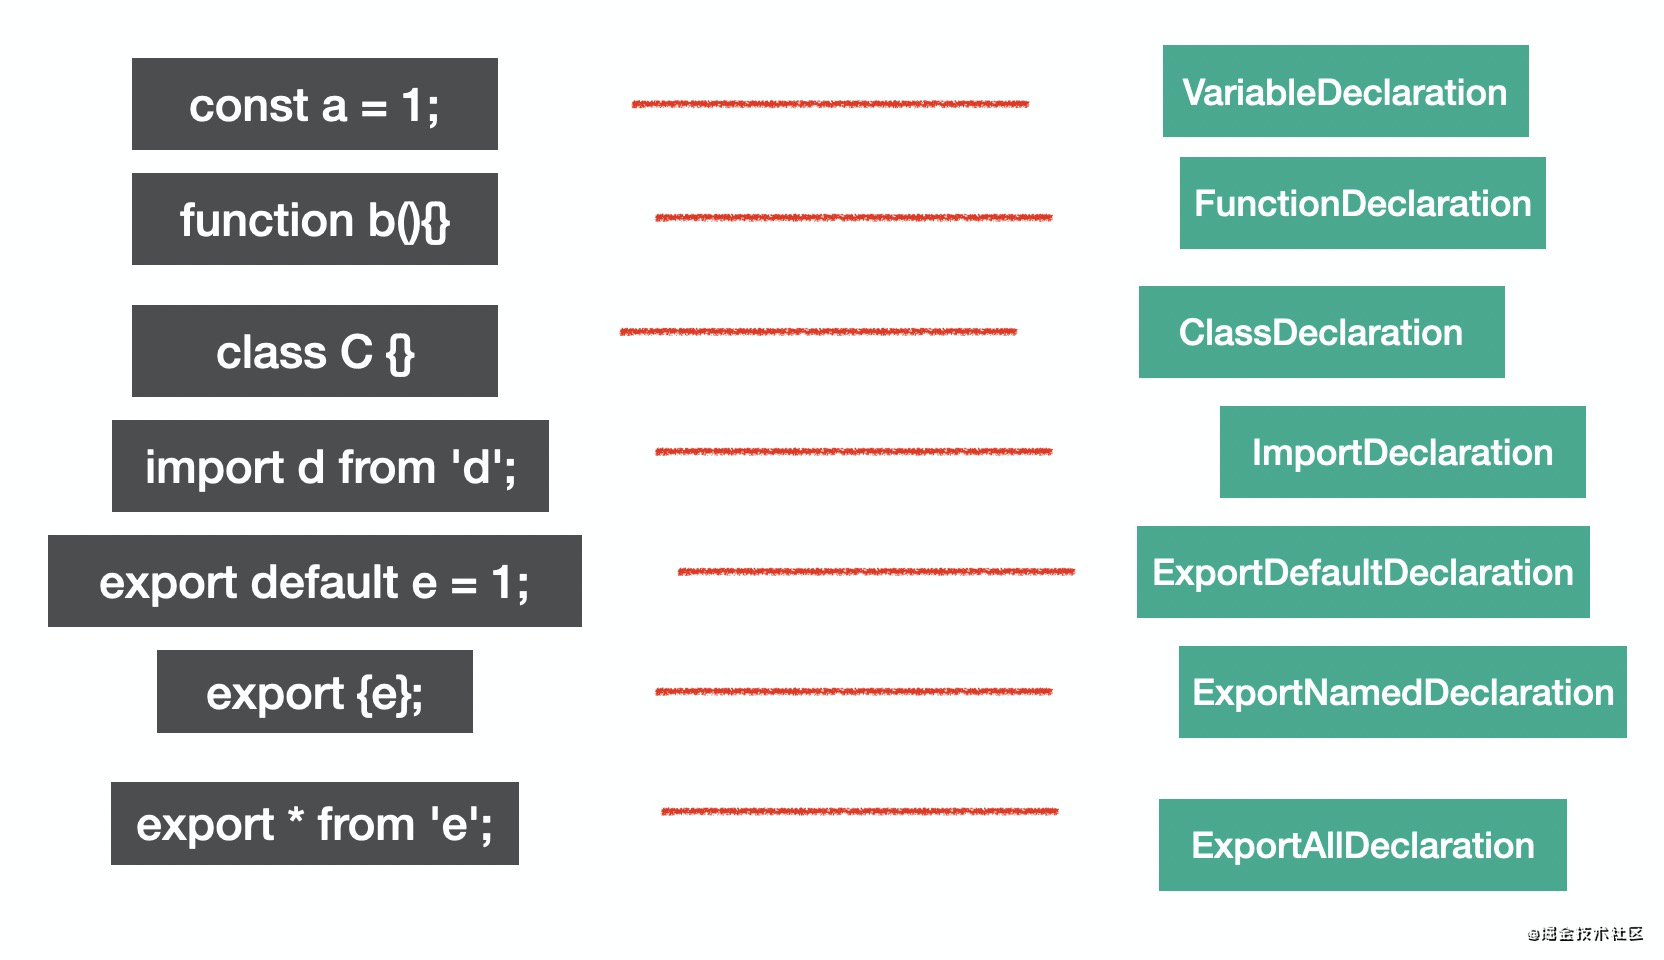 const a = 1;
VariableDeclaration
function b(){}
FunctionDeclaration
class C {}
ClassDeclaration
import d from 'd';
ImportDeclaration
export default e = 1;
ExportDefaultDeclaration
export {e};
ExportNamedDeclaration
export * from 'e';
ExportAllDeclaration
@掘金技术社区